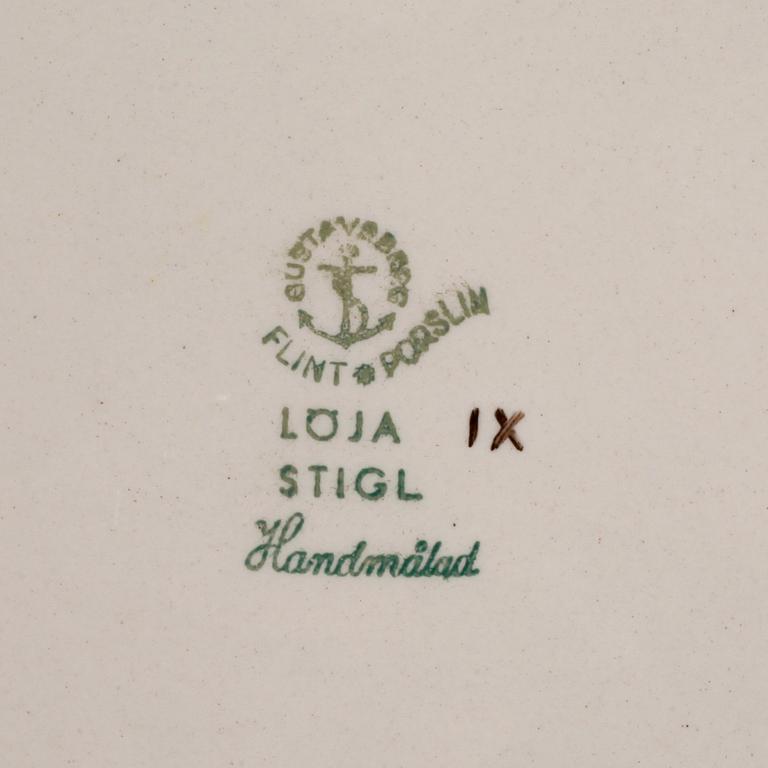 GUSTAVSBERG
FLINT * PORSLIN
LÖJA IX
STIGL
Handmålad